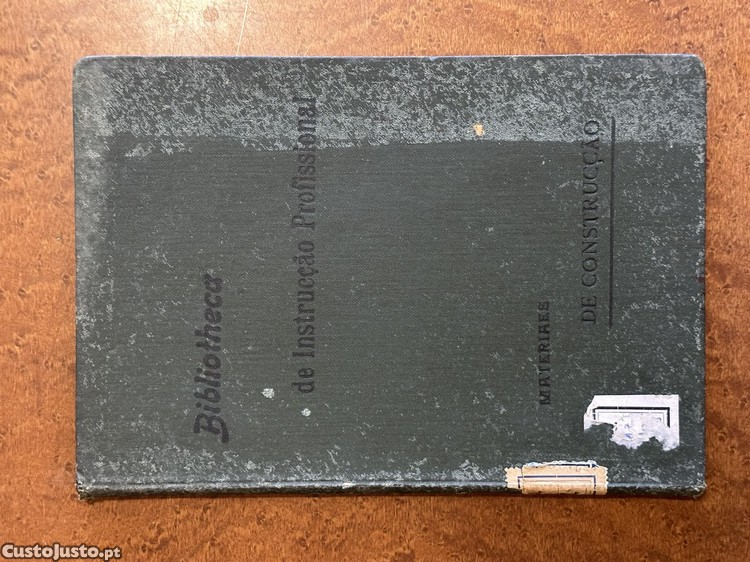 Bibliotheca
de Instrucção Profissional
MATERIAES
DE CONSTRUCÇÃO
CustoJusto.pt